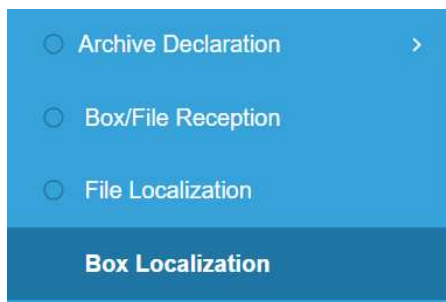 Archive Declaration
Box/File Reception
File Localization
Box Localization